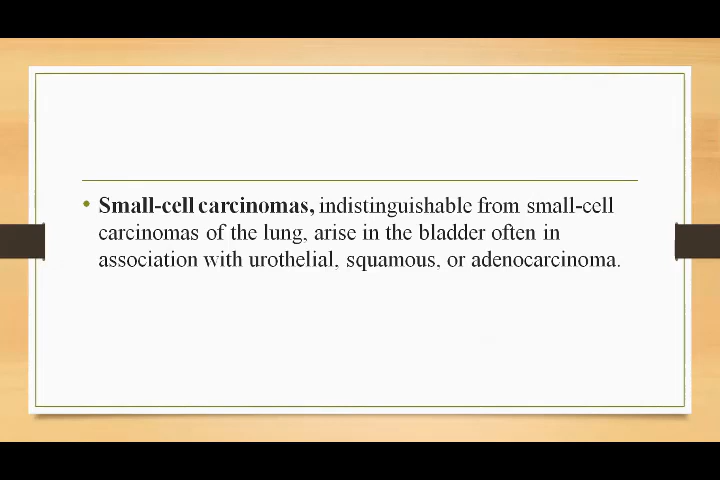 • Small-cell carcinomas, indistinguishable from small-cell
carcinomas of the lung, arise in the bladder often in
association with urothelial, squamous, or adenocarcinoma.